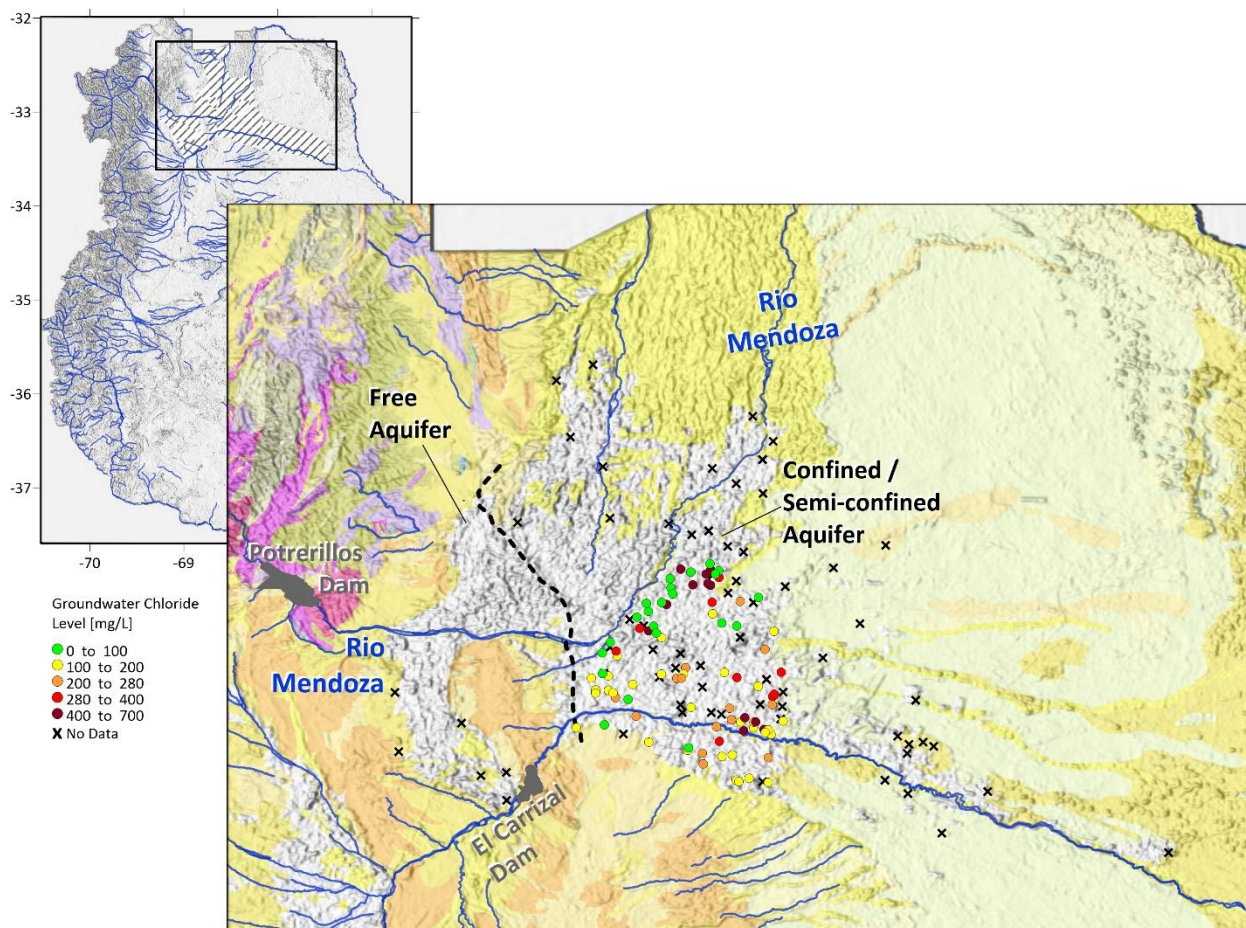 -32
-33
-34
-35
-36
-37
-70
-69
Rio
Mendoza
Free
Aquifer
Confined /
Semi-confined
Aquifer
Potrerillos
Dam
Rio
Mendoza
El Carrizal
Dam
Groundwater Chloride
Level [mg/L]
0 to 100
100 to 200
200 to 280
280 to 400
400 to 700
X No Data